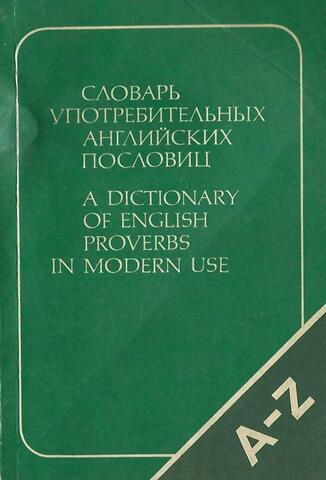 СЛОВАРЬ
УПОТРЕБИТЕЛЬНЫХ
АНГЛИЙСКИХ
ПОСЛОВИЦ
A DICTIONARY
OF ENGLISH
PROVERBS
IN MODERN USE
A-Z